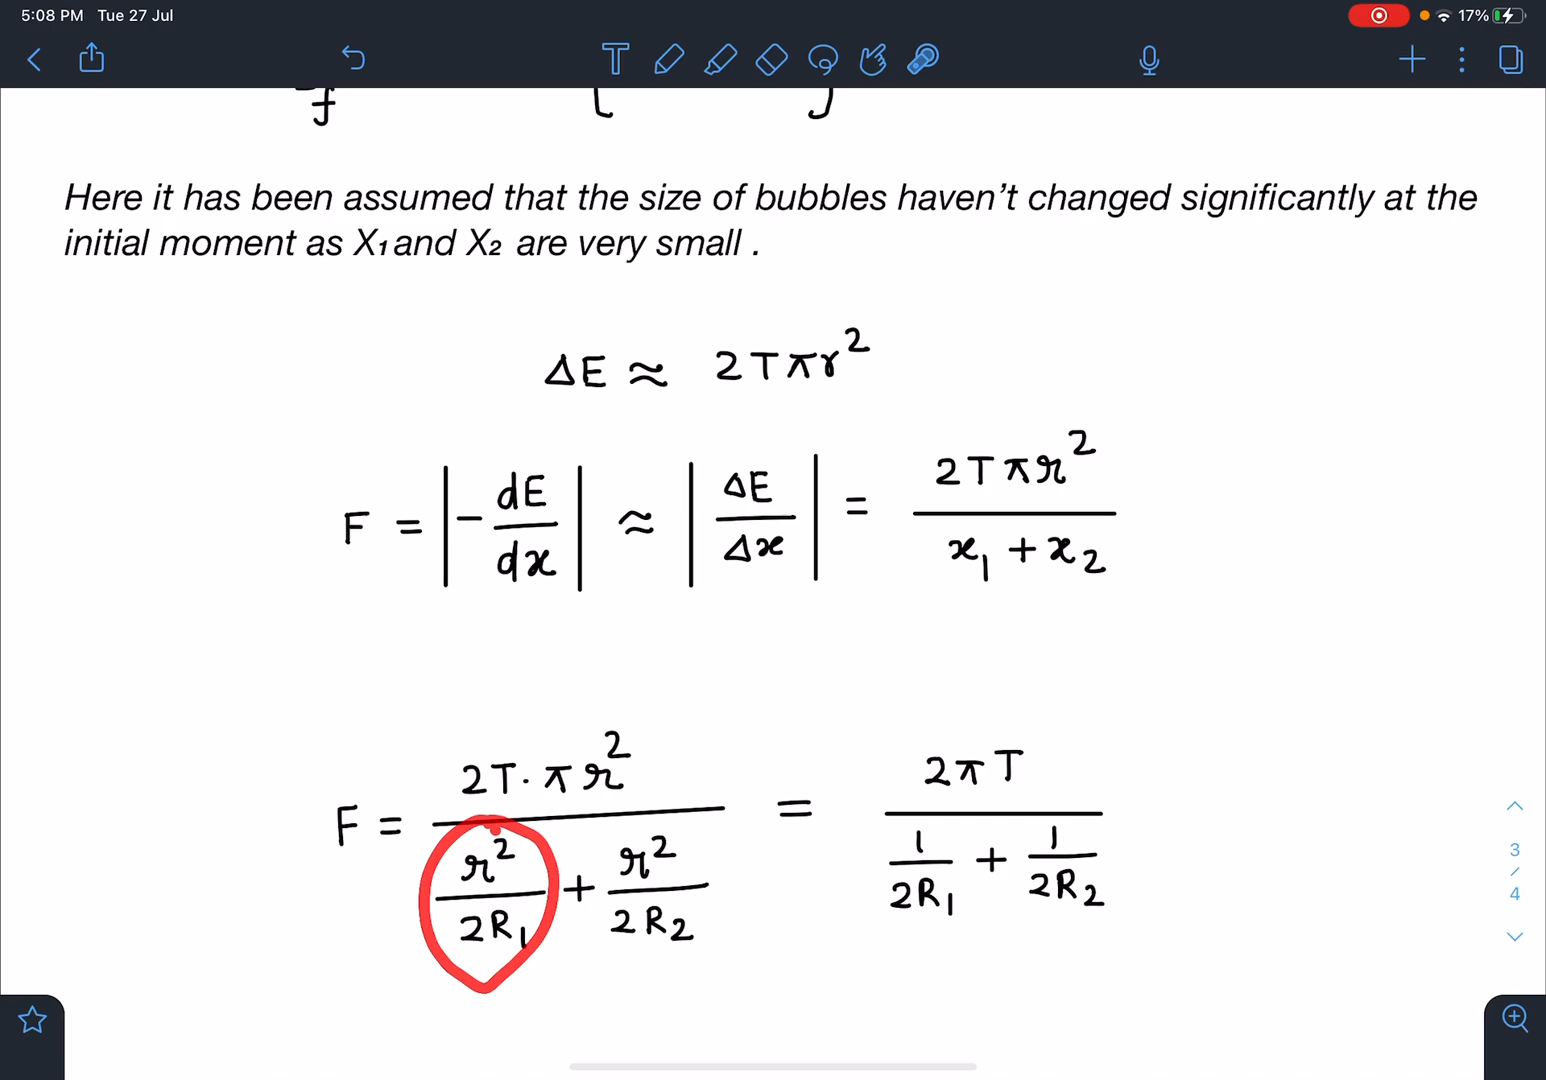 5:08 PM Tue 27 Jul 17%
f [ ]
Here it has been assumed that the size of bubbles haven't changed significantly at the
initial moment as X₁ and X₂ are very small .
ΔE ≈ 2Tπr²
F = |-dE/dx| ≈ |ΔE/Δx| = 2Tπr²/(x₁ + x₂)
F = 2T·πr²/(r²/2R₁ + r²/2R₂) = 2πT/(1/2R₁ + 1/2R₂)
3/4